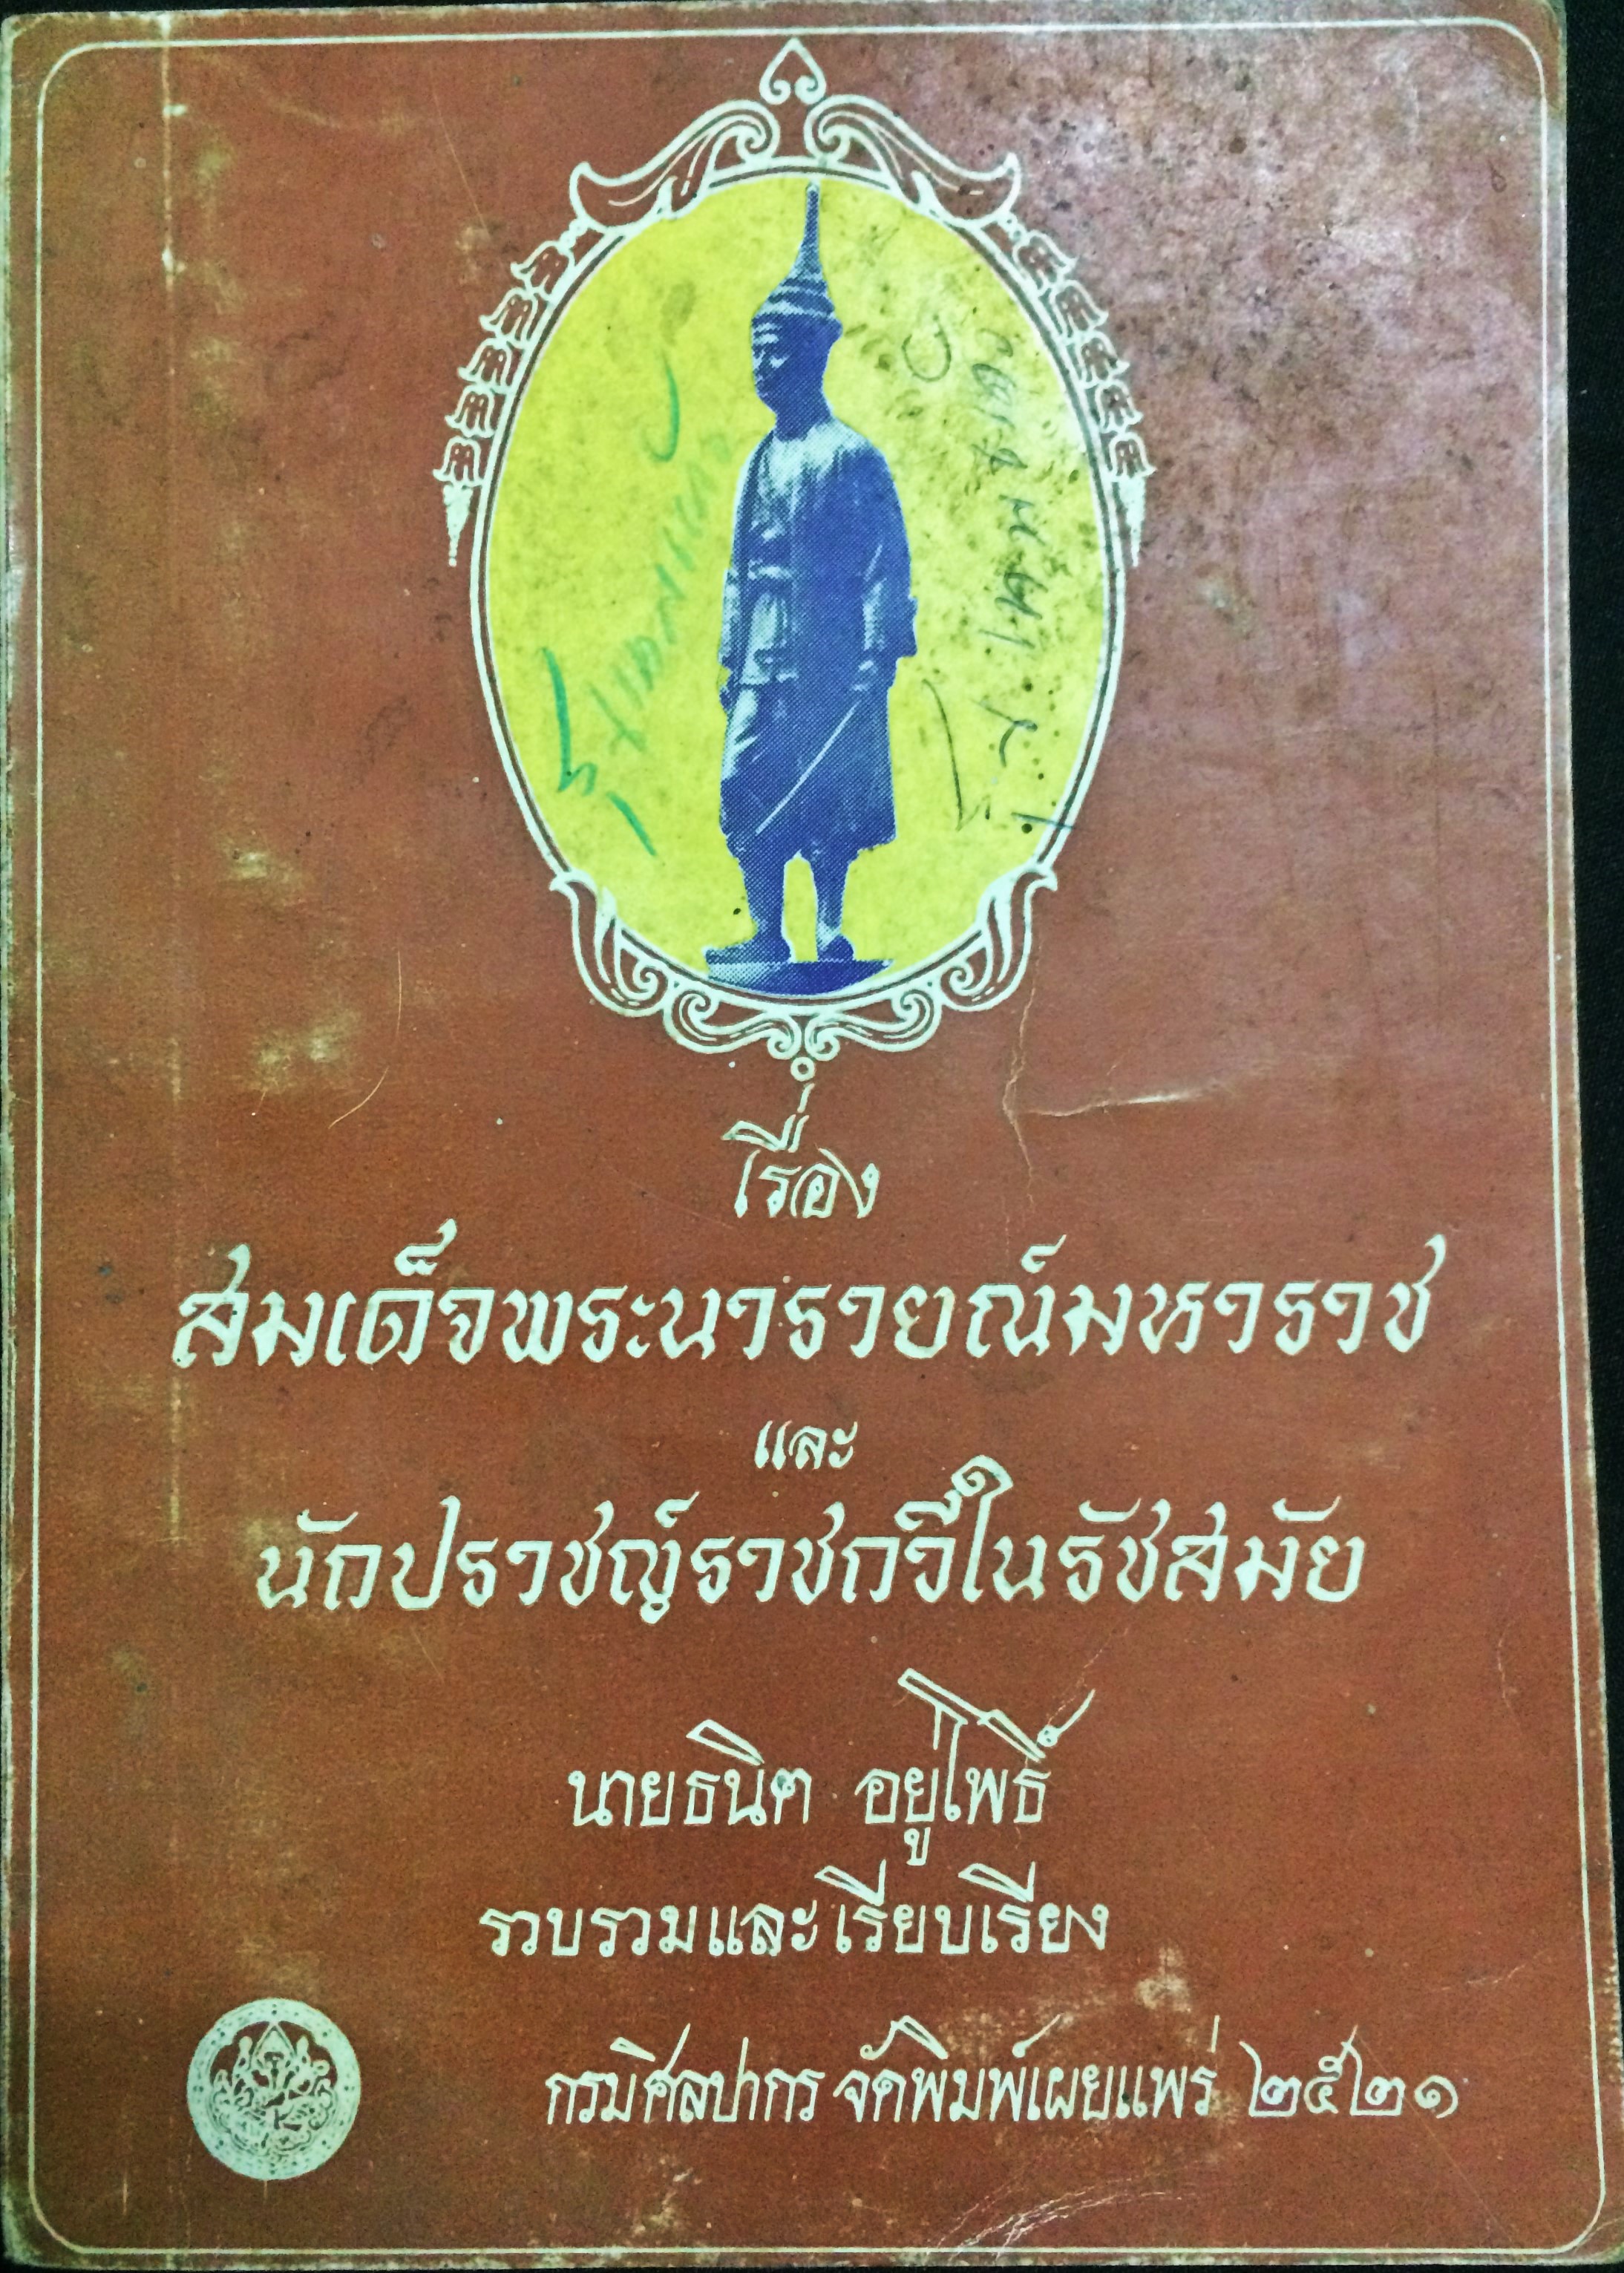 เรื่อง
สมเด็จพระนารายณ์มหาราช
และ
นักปราชญ์ราชกวีในรัชสมัย
นายธนิต อยู่โพธิ์
รวบรวมและเรียบเรียง
กรมศิลปากร จัดพิมพ์เผยแพร่ ๒๕๒๑